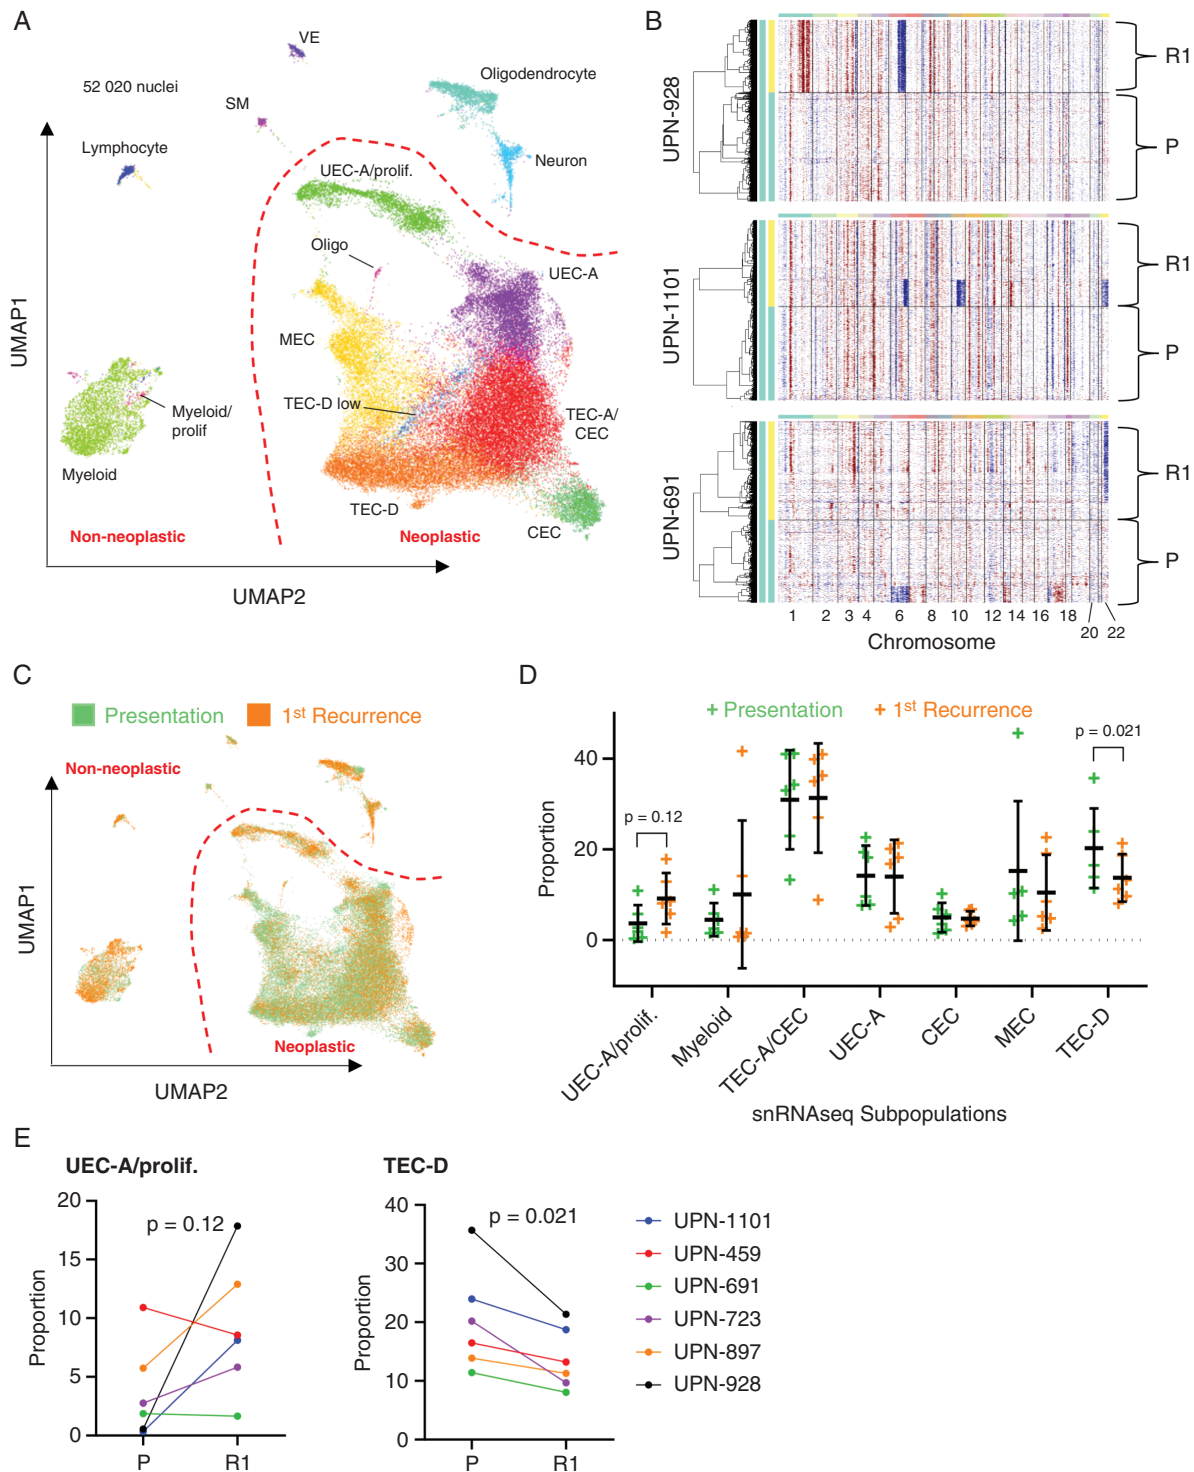 A
52 020 nuclei
VE
Oligodendrocyte
SM
Lymphocyte
Neuron
UEC-A/prolif.
Oligo
UEC-A
MEC
TEC-D low
TEC-A/
CEC
Myeloid/
prolif
Myeloid
TEC-D
CEC
Non-neoplastic
Neoplastic
UMAP1
UMAP2
B
UPN-928
R1
P
UPN-1101
R1
P
UPN-691
R1
P
1 2 3 4 6 8 10 12 14 16 18 20 22
Chromosome
C
Presentation
1st Recurrence
Non-neoplastic
Neoplastic
UMAP1
UMAP2
D
Presentation
1st Recurrence
p = 0.021
p = 0.12
Proportion
40
20
0
UEC-A/prolif.
Myeloid
TEC-A/CEC
UEC-A
CEC
MEC
TEC-D
snRNAseq Subpopulations
E
UEC-A/prolif.
p = 0.12
Proportion
20
15
10
5
0
P R1
TEC-D
p = 0.021
Proportion
40
30
20
10
0
P R1
UPN-1101
UPN-459
UPN-691
UPN-723
UPN-897
UPN-928